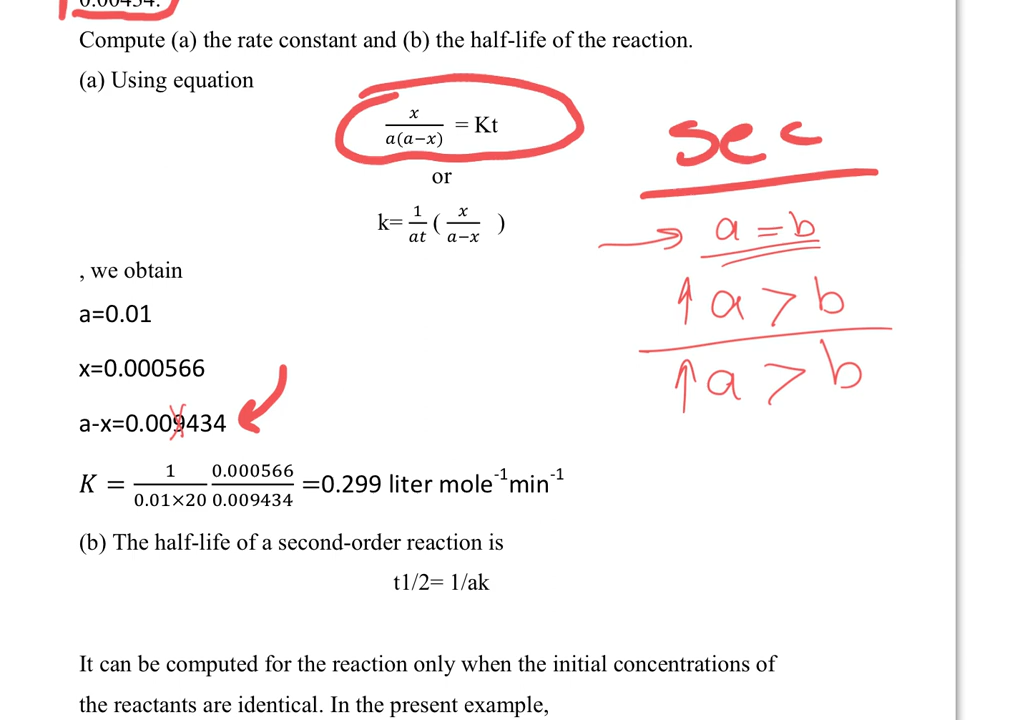 0.00434.
Compute (a) the rate constant and (b) the half-life of the reaction.
(a) Using equation
x/a(a−x) = Kt
or
k= 1/at ( x/a−x )
, we obtain
a=0.01
x=0.000566
a-x=0.009434
K = 1/0.01×20 0.000566/0.009434 =0.299 liter mole⁻¹min⁻¹
(b) The half-life of a second-order reaction is
t1/2= 1/ak
It can be computed for the reaction only when the initial concentrations of
the reactants are identical. In the present example,
sec
→ a = b
↑ a > b
↑ a > b